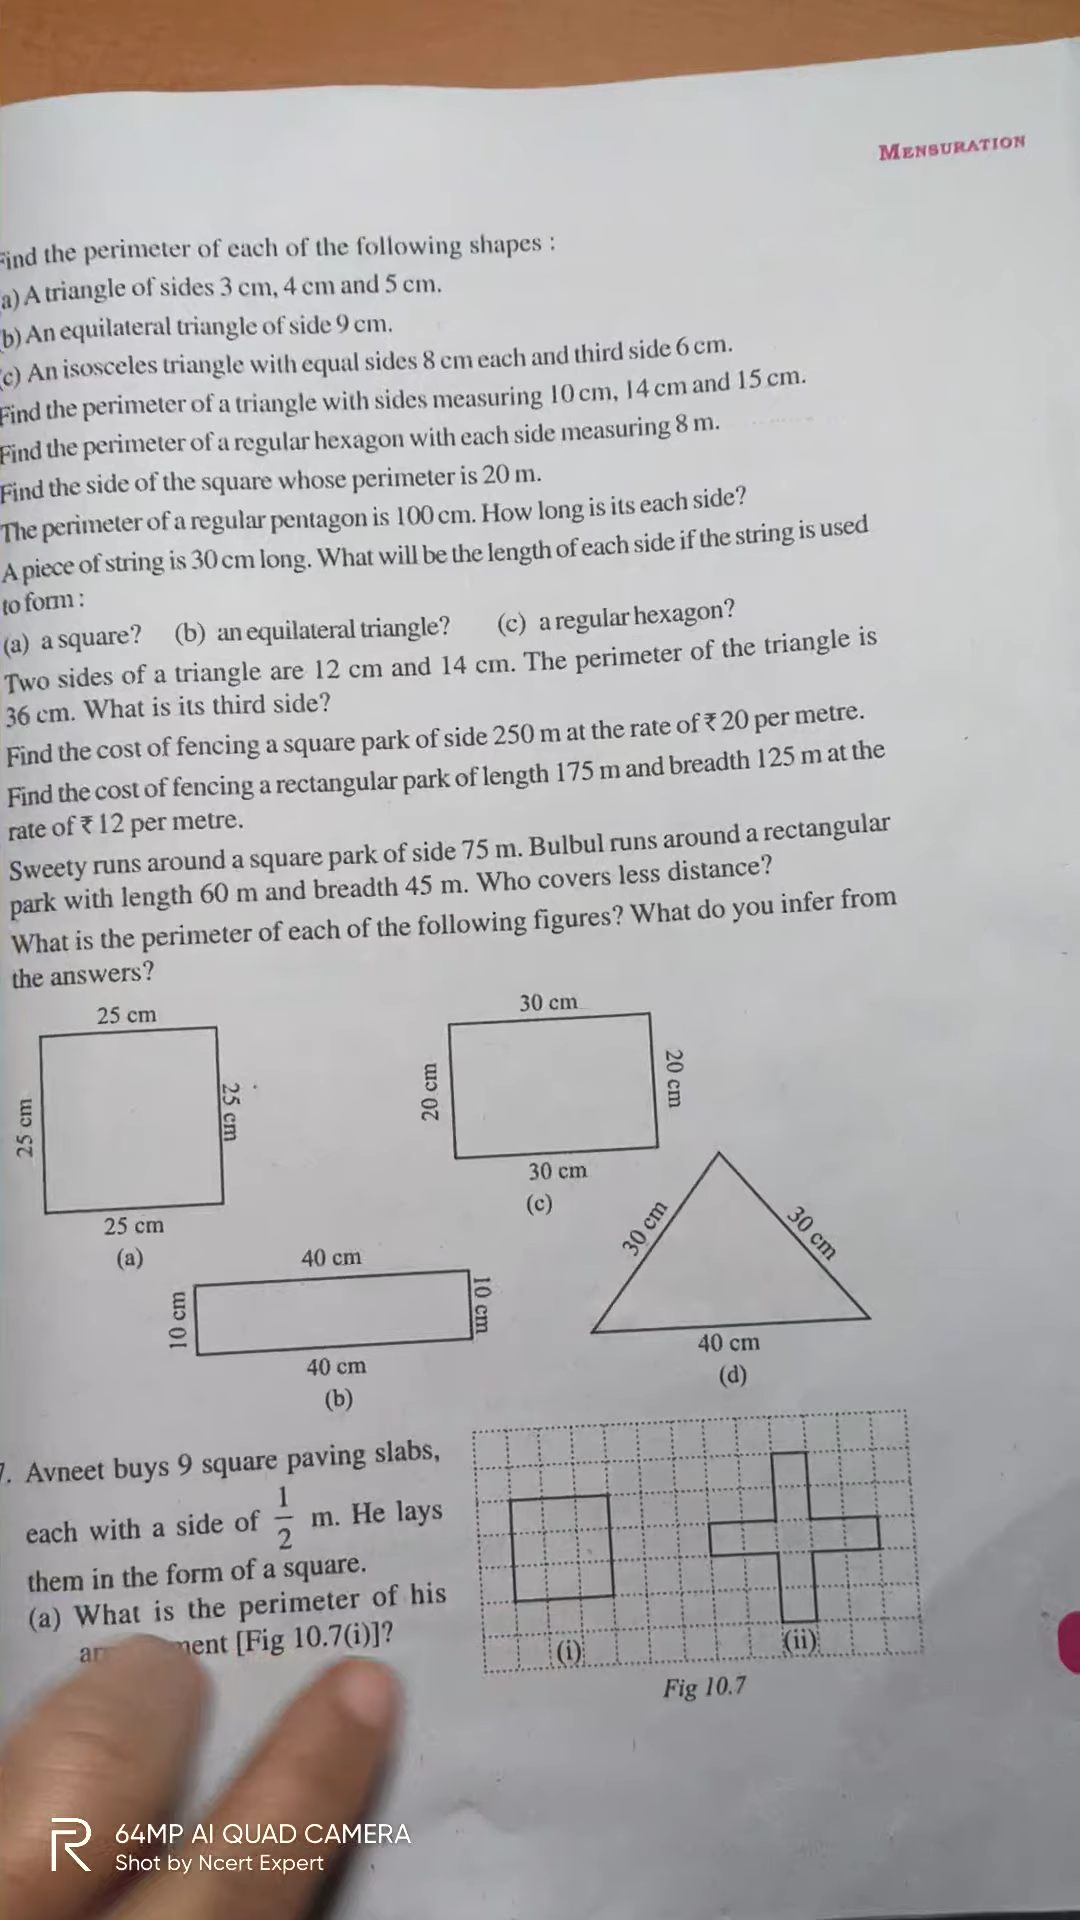 MENSURATION
Find the perimeter of each of the following shapes :
a) A triangle of sides 3 cm, 4 cm and 5 cm.
b) An equilateral triangle of side 9 cm.
(c) An isosceles triangle with equal sides 8 cm each and third side 6 cm.
Find the perimeter of a triangle with sides measuring 10 cm, 14 cm and 15 cm.
Find the perimeter of a regular hexagon with each side measuring 8 m.
Find the side of the square whose perimeter is 20 m.
The perimeter of a regular pentagon is 100 cm. How long is its each side?
A piece of string is 30 cm long. What will be the length of each side if the string is used
to form :
(a) a square? (b) an equilateral triangle? (c) a regular hexagon?
Two sides of a triangle are 12 cm and 14 cm. The perimeter of the triangle is
36 cm. What is its third side?
Find the cost of fencing a square park of side 250 m at the rate of ₹ 20 per metre.
Find the cost of fencing a rectangular park of length 175 m and breadth 125 m at the
rate of ₹ 12 per metre.
Sweety runs around a square park of side 75 m. Bulbul runs around a rectangular
park with length 60 m and breadth 45 m. Who covers less distance?
What is the perimeter of each of the following figures? What do you infer from
the answers?
25 cm
25 cm
25 cm
25 cm
(a)
30 cm
20 cm
20 cm
30 cm
(c)
40 cm
10 cm
10 cm
40 cm
(b)
30 cm
30 cm
40 cm
(d)
7. Avneet buys 9 square paving slabs,
each with a side of 1/2 m. He lays
them in the form of a square.
(a) What is the perimeter of his
[Fig 10.7(i)]?
(i)
(ii)
Fig 10.7
64MP AI QUAD CAMERA
Shot by Ncert Expert